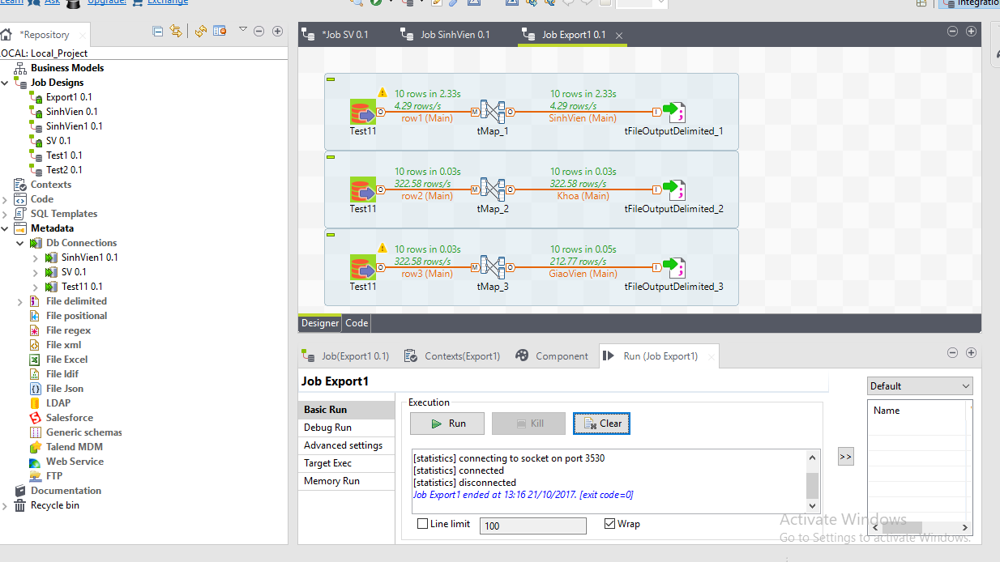 Learn Ask Upgrade! Exchange
Integration
*Repository
LOCAL: Local_Project
Business Models
Job Designs
Export1 0.1
SinhVien 0.1
SinhVien1 0.1
SV 0.1
Test1 0.1
Test2 0.1
Contexts
Code
SQL Templates
Metadata
Db Connections
SinhVien1 0.1
SV 0.1
Test11 0.1
File delimited
File positional
File regex
File xml
File Excel
File ldif
File Json
LDAP
Salesforce
Generic schemas
Talend MDM
Web Service
FTP
Documentation
Recycle bin
*Job SV 0.1 Job SinhVien 0.1 Job Export1 0.1
10 rows in 2.33s 10 rows in 2.33s
4.29 rows/s 4.29 rows/s
row1 (Main) SinhVien (Main)
Test11 tMap_1 tFileOutputDelimited_1
10 rows in 0.03s 10 rows in 0.03s
322.58 rows/s 322.58 rows/s
row2 (Main) Khoa (Main)
Test11 tMap_2 tFileOutputDelimited_2
10 rows in 0.03s 10 rows in 0.05s
322.58 rows/s 212.77 rows/s
row3 (Main) GiaoVien (Main)
Test11 tMap_3 tFileOutputDelimited_3
Designer Code
Job(Export1 0.1) Contexts(Export1) Component Run (Job Export1)
Job Export1
Basic Run
Debug Run
Advanced settings
Target Exec
Memory Run
Execution
Run Kill Clear
[statistics] connecting to socket on port 3530
[statistics] connected
[statistics] disconnected
Job Export1 ended at 13:16 21/10/2017. [exit code=0]
Line limit 100 Wrap
>>
Default
Name
Activate Windows
Go to Settings to activate Windows.